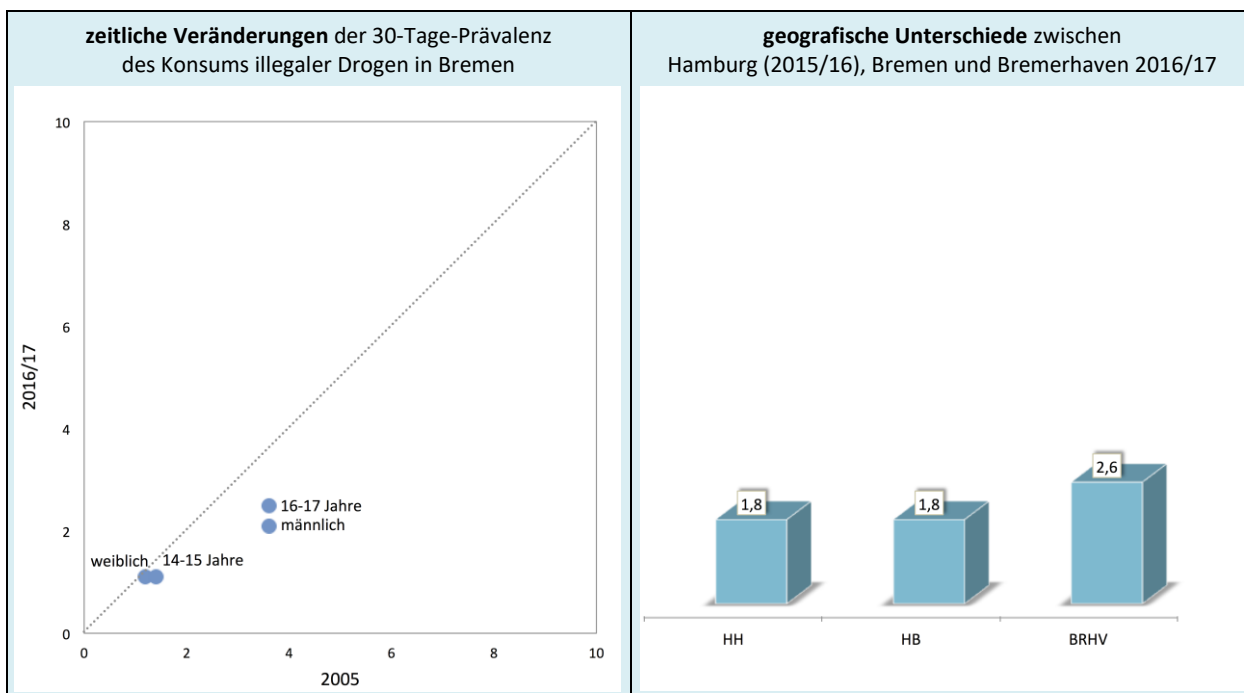 zeitliche Veränderungen der 30-Tage-Prävalenz
des Konsums illegaler Drogen in Bremen
10
8
6
4
2
0
2016/17
16-17 Jahre
männlich
weiblich
14-15 Jahre
0 2 4 6 8 10
2005
geografische Unterschiede zwischen
Hamburg (2015/16), Bremen und Bremerhaven 2016/17
1,8 1,8 2,6
HH HB BRHV